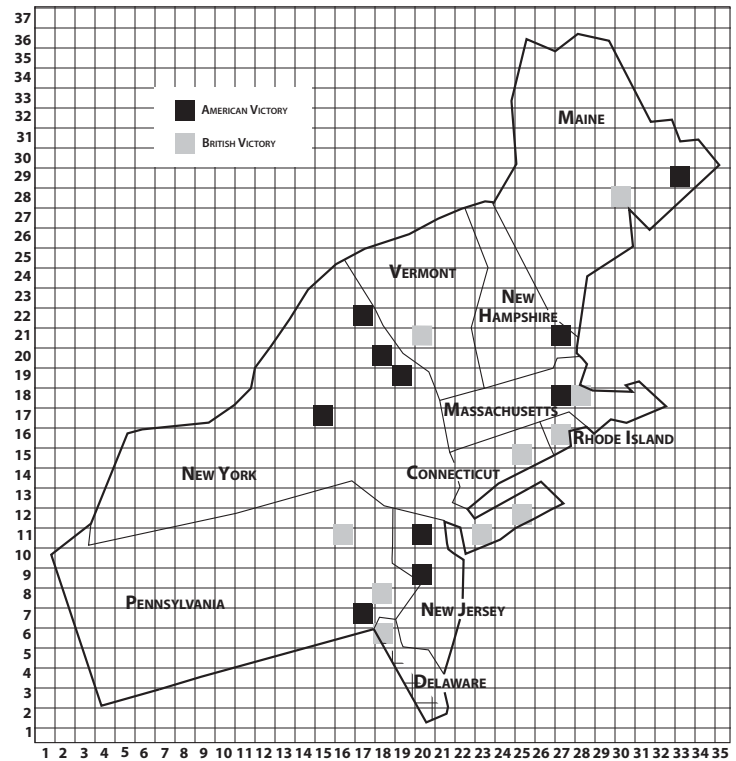 37
36
35
34
33
32
31
30
29
28
27
26
25
24
23
22
21
20
19
18
17
16
15
14
13
12
11
10
9
8
7
6
5
4
3
2
1
AMERICAN VICTORY
BRITISH VICTORY
MAINE
VERMONT
NEW
HAMPSHIRE
MASSACHUSETTS
RHODE ISLAND
NEW YORK
CONNECTICUT
PENNSYLVANIA
NEW JERSEY
DELAWARE
1 2 3 4 5 6 7 8 9 10 11 12 13 14 15 16 17 18 19 20 21 22 23 24 25 26 27 28 29 30 31 32 33 34 35